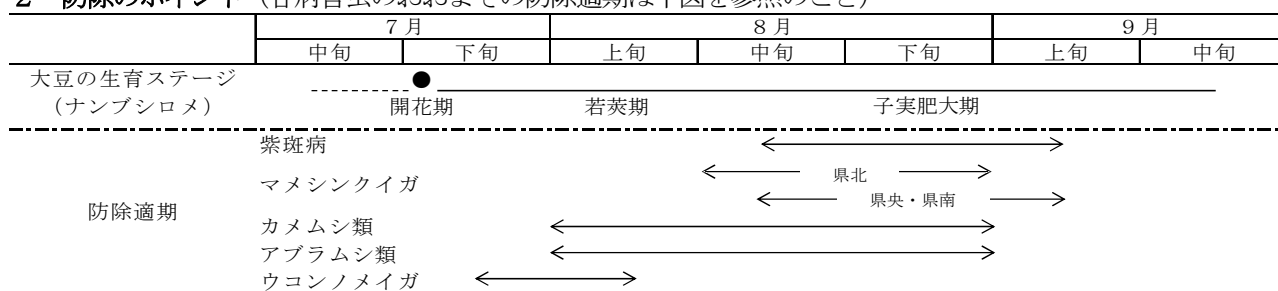 2 防除のポイント（各病害虫のおおまその防除適期は下図を参照のこと）
7月 8月 9月
中旬 下旬 上旬 中旬 下旬 上旬 中旬
大豆の生育ステージ
（ナンブシロメ）
開花期 若莢期 子実肥大期
紫斑病
マメシンクイガ
県北
県央・県南
防除適期
カメムシ類
アブラムシ類
ウコンノメイガ